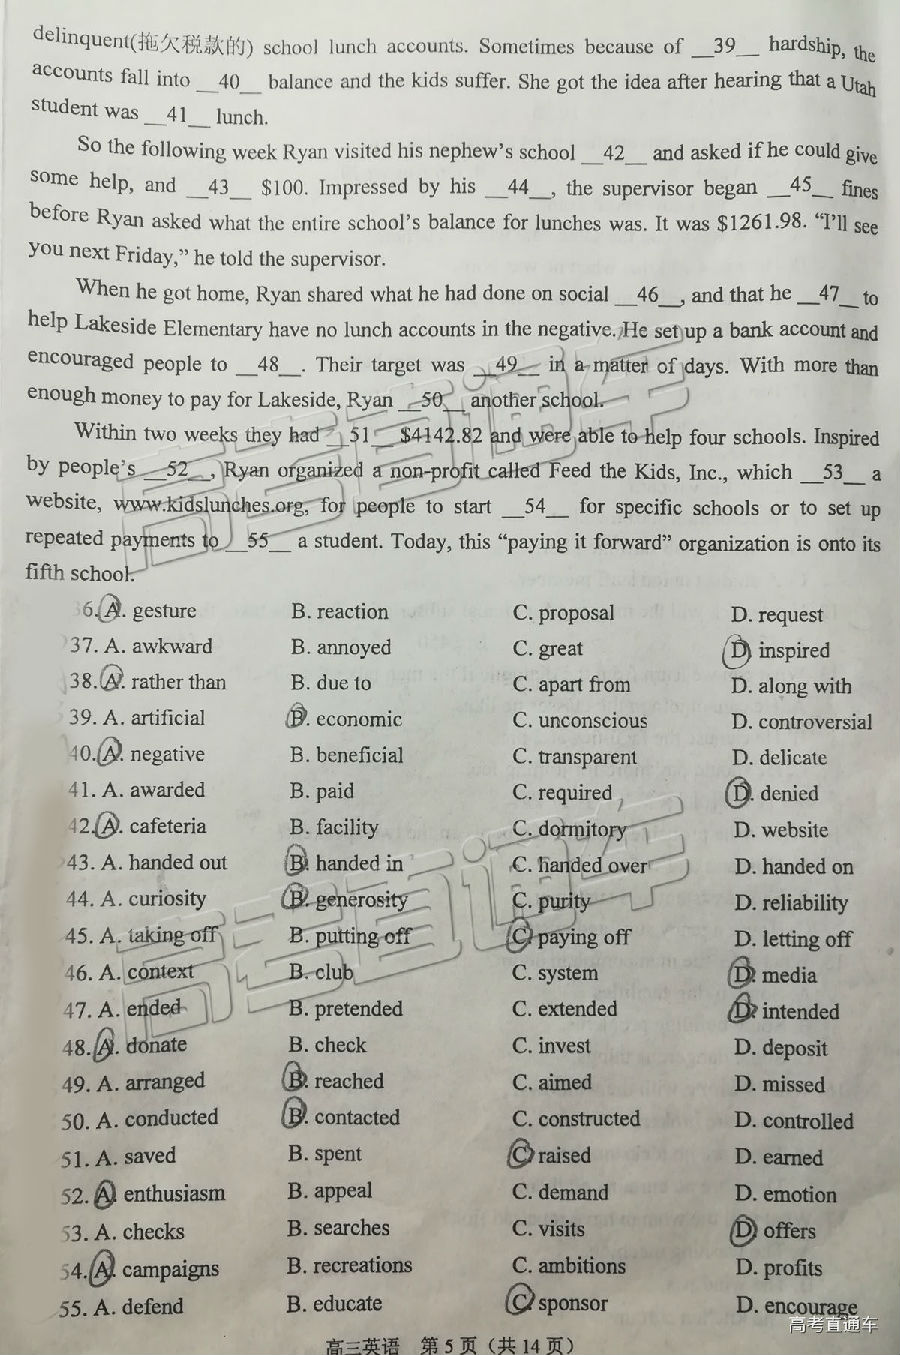 delinquent(拖欠税款的) school lunch accounts. Sometimes because of __39__ hardship, the
accounts fall into __40__ balance and the kids suffer. She got the idea after hearing that a Utah
student was __41__ lunch.
So the following week Ryan visited his nephew's school __42__ and asked if he could give
some help, and __43__ $100. Impressed by his __44__, the supervisor began __45__ fines
before Ryan asked what the entire school's balance for lunches was. It was $1261.98. "I'll see
you next Friday," he told the supervisor.
When he got home, Ryan shared what he had done on social __46__, and that he __47__ to
help Lakeside Elementary have no lunch accounts in the negative. He set up a bank account and
encouraged people to __48__. Their target was __49__ in a matter of days. With more than
enough money to pay for Lakeside, Ryan __50__ another school.
Within two weeks they had __51__ $4142.82 and were able to help four schools. Inspired
by people's __52__, Ryan organized a non-profit called Feed the Kids, Inc., which __53__ a
website, www.kidslunches.org, for people to start __54__ for specific schools or to set up
repeated payments to __55__ a student. Today, this "paying it forward" organization is onto its
fifth school.
36. A. gesture B. reaction C. proposal D. request
37. A. awkward B. annoyed C. great D. inspired
38. A. rather than B. due to C. apart from D. along with
39. A. artificial B. economic C. unconscious D. controversial
40. A. negative B. beneficial C. transparent D. delicate
41. A. awarded B. paid C. required D. denied
42. A. cafeteria B. facility C. dormitory D. website
43. A. handed out B. handed in C. handed over D. handed on
44. A. curiosity B. generosity C. purity D. reliability
45. A. taking off B. putting off C. paying off D. letting off
46. A. context B. club C. system D. media
47. A. ended B. pretended C. extended D. intended
48. A. donate B. check C. invest D. deposit
49. A. arranged B. reached C. aimed D. missed
50. A. conducted B. contacted C. constructed D. controlled
51. A. saved B. spent C. raised D. earned
52. A. enthusiasm B. appeal C. demand D. emotion
53. A. checks B. searches C. visits D. offers
54. A. campaigns B. recreations C. ambitions D. profits
55. A. defend B. educate C. sponsor D. encourage
高三英语 第 5 页（共 14 页）
高考直通车
高考直通车
高考直通车